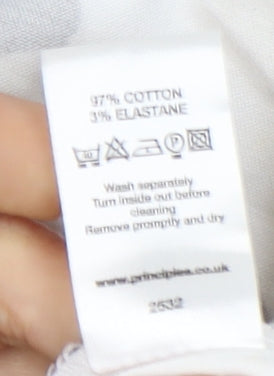 97% COTTON
3% ELASTANE
40
P
Wash separately
Turn inside out before
cleaning
Remove promptly and dry
www.principles.co.uk
2532